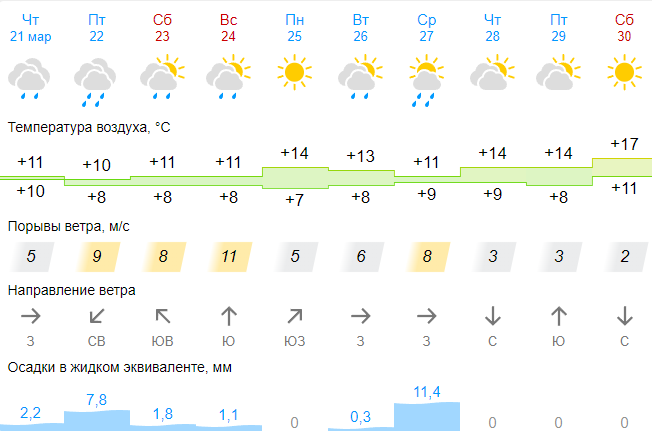 Чт Пт Сб Вс Пн Вт Ср Чт Пт Сб
21 мар 22 23 24 25 26 27 28 29 30
Температура воздуха, °C
+11 +10 +11 +11 +14 +13 +11 +14 +14 +17
+10 +8 +8 +8 +7 +8 +9 +9 +8 +11
Порывы ветра, м/с
5 9 8 11 5 6 8 3 3 2
Направление ветра
З СВ ЮВ Ю ЮЗ З З С Ю С
Осадки в жидком эквиваленте, мм
2,2 7,8 1,8 1,1 0 0,3 11,4 0 0 0